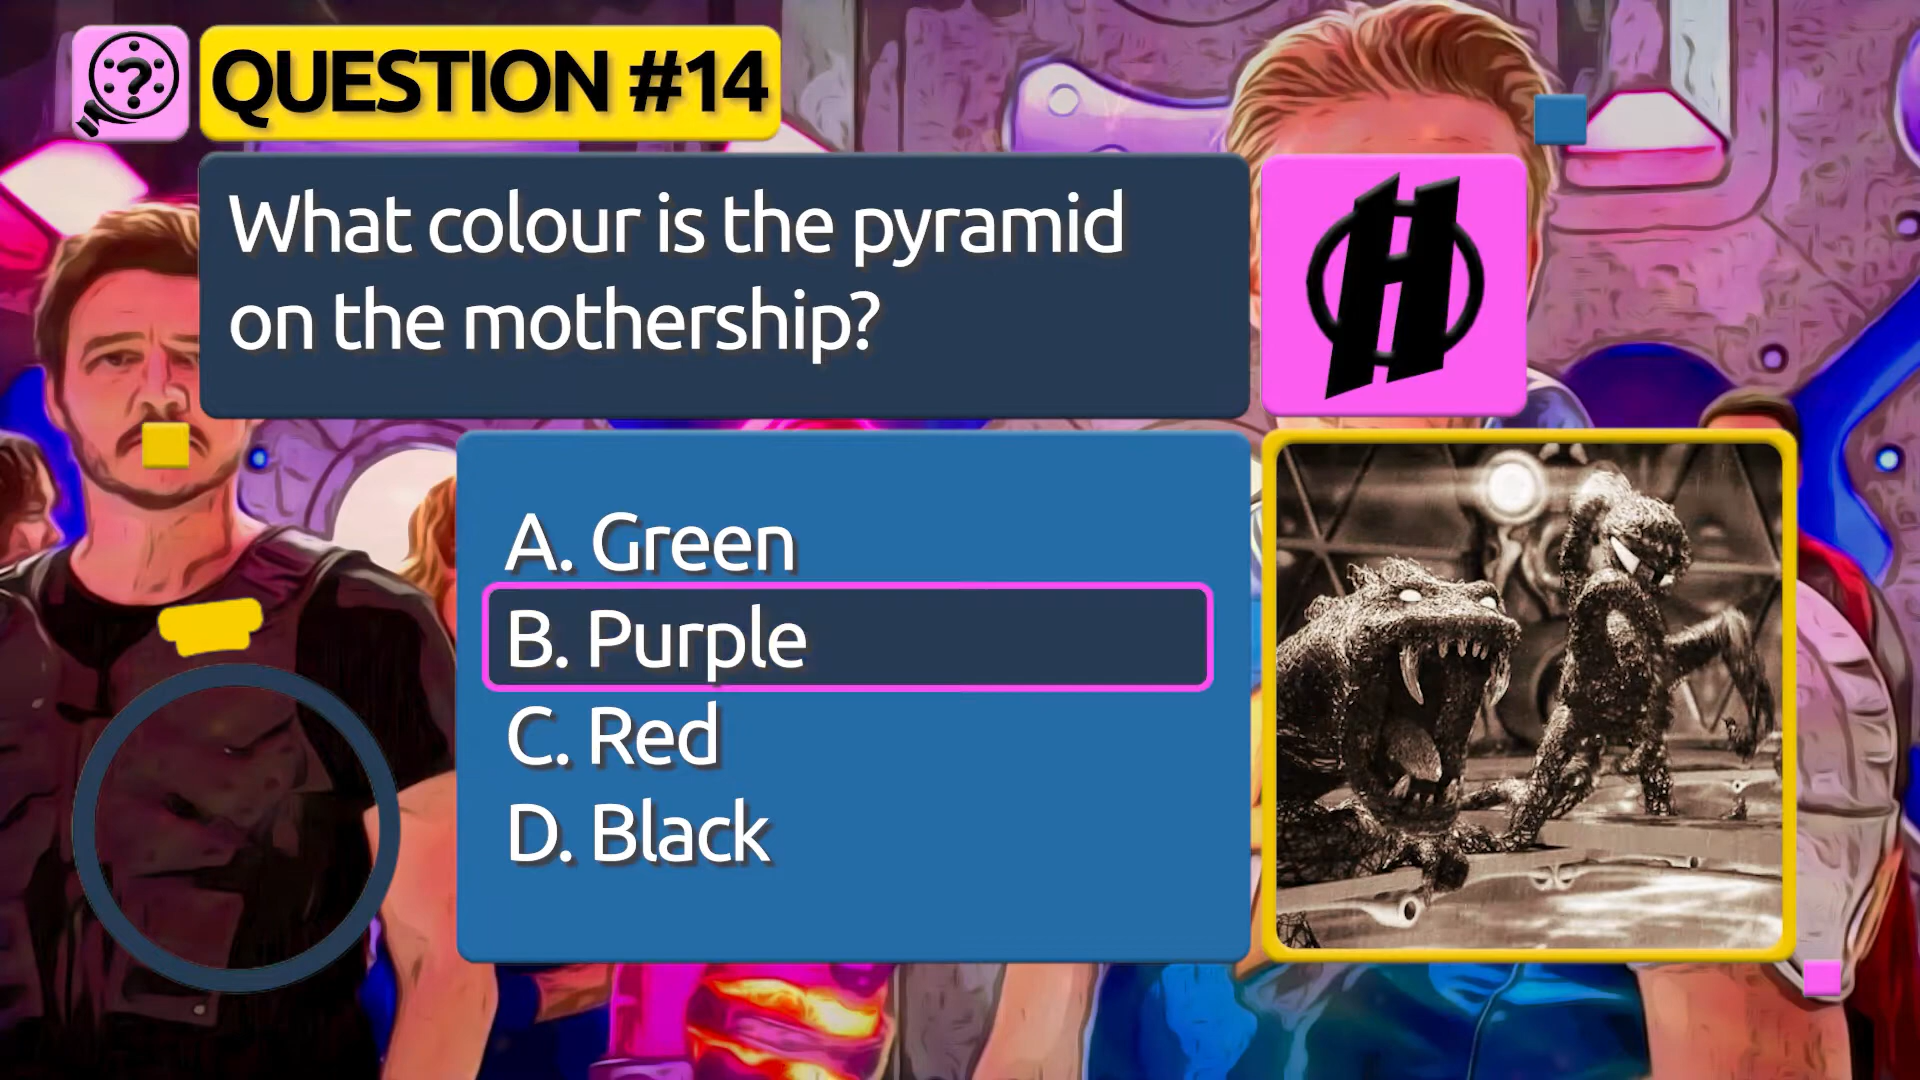 QUESTION #14
What colour is the pyramid
on the mothership?
H
A. Green
B. Purple
C. Red
D. Black